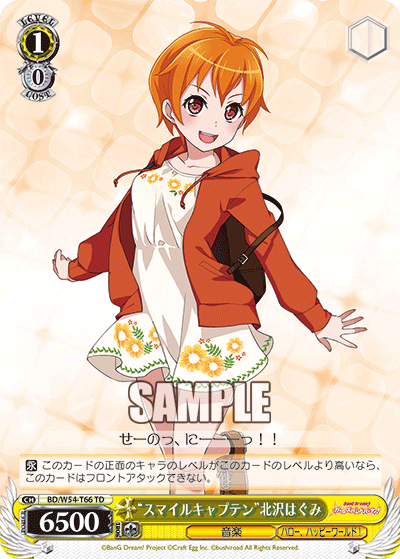 LEVEL
1
0
COST
SAMPLE
せーのっ、にーーーっ！！
永 このカードの正面のキャラのレベルがこのカードのレベルより高いなら、
このカードはフロントアタックできない。
CH BD/W54-T66 TD
6500
“スマイルキャプテン”北沢はぐみ
音楽
ハロー、ハッピーワールド！
©BanG Dream! Project ©Craft Egg Inc. ©bushiroad All Rights Reserved.